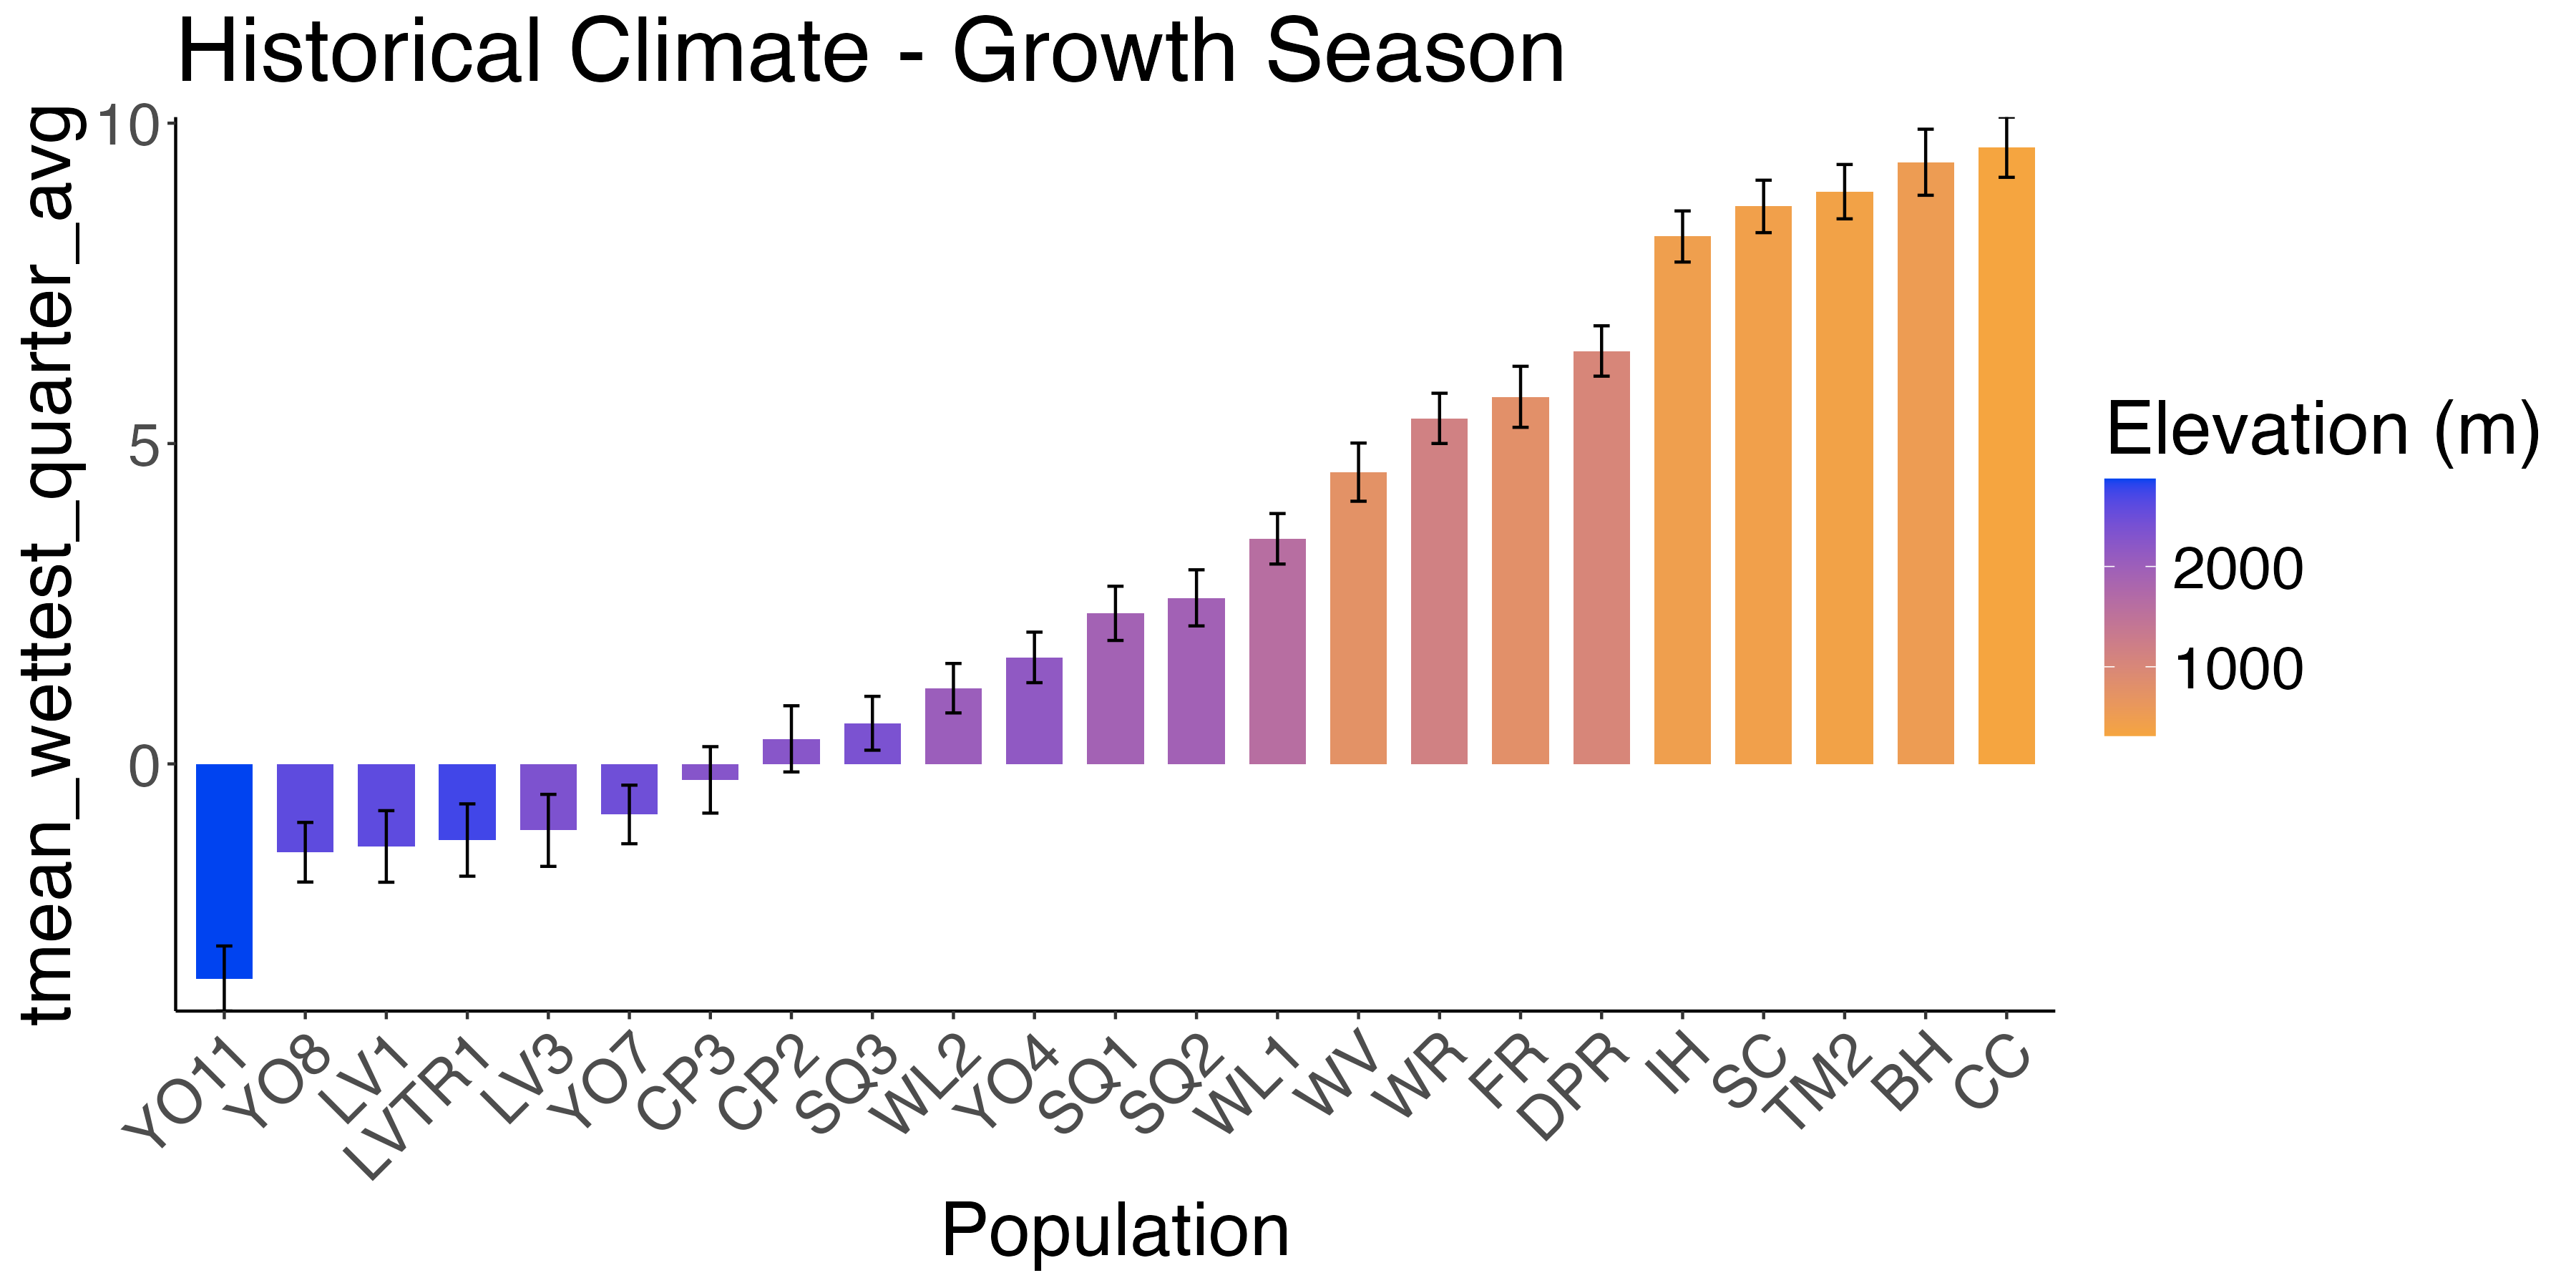 Historical Climate - Growth Season
tmean_wettest_quarter_avg
10
5
0
YO11
YO8
LV1
LVTR1
LV3
YO7
CP3
CP2
SQ3
WL2
YO4
SQ1
SQ2
WL1
WV
WR
FR
DPR
IH
SC
TM2
BH
CC
Population
Elevation (m)
2000
1000